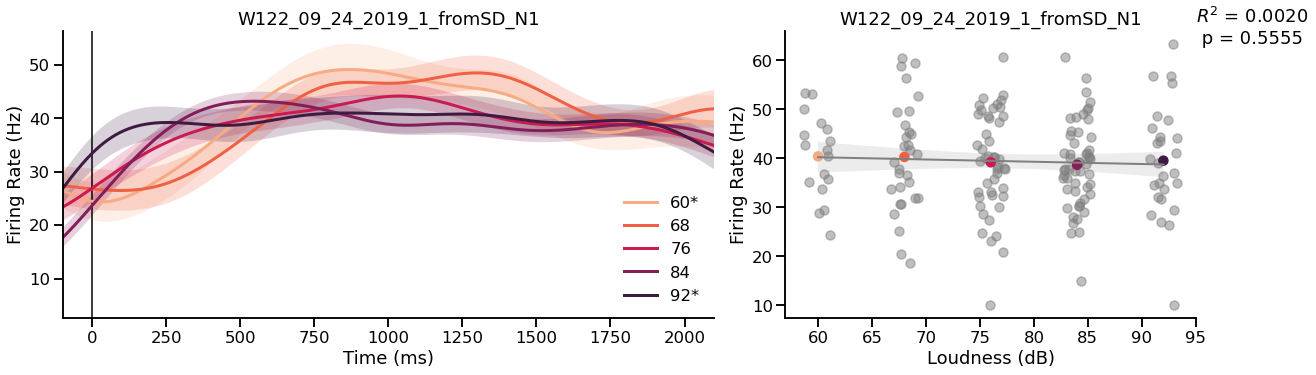 W122_09_24_2019_1_fromSD_N1
Firing Rate (Hz)
50
40
30
20
10
60*
68
76
84
92*
0 250 500 750 1000 1250 1500 1750 2000
Time (ms)
W122_09_24_2019_1_fromSD_N1
R² = 0.0020
p = 0.5555
Firing Rate (Hz)
60
50
40
30
20
10
60 65 70 75 80 85 90 95
Loudness (dB)